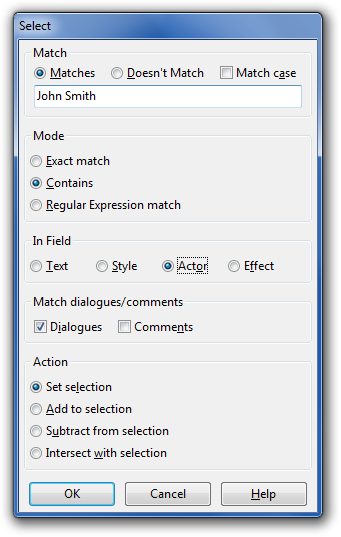 Select
Match
Matches Doesn't Match Match case
John Smith
Mode
Exact match
Contains
Regular Expression match
In Field
Text Style Actor Effect
Match dialogues/comments
Dialogues Comments
Action
Set selection
Add to selection
Subtract from selection
Intersect with selection
OK Cancel Help